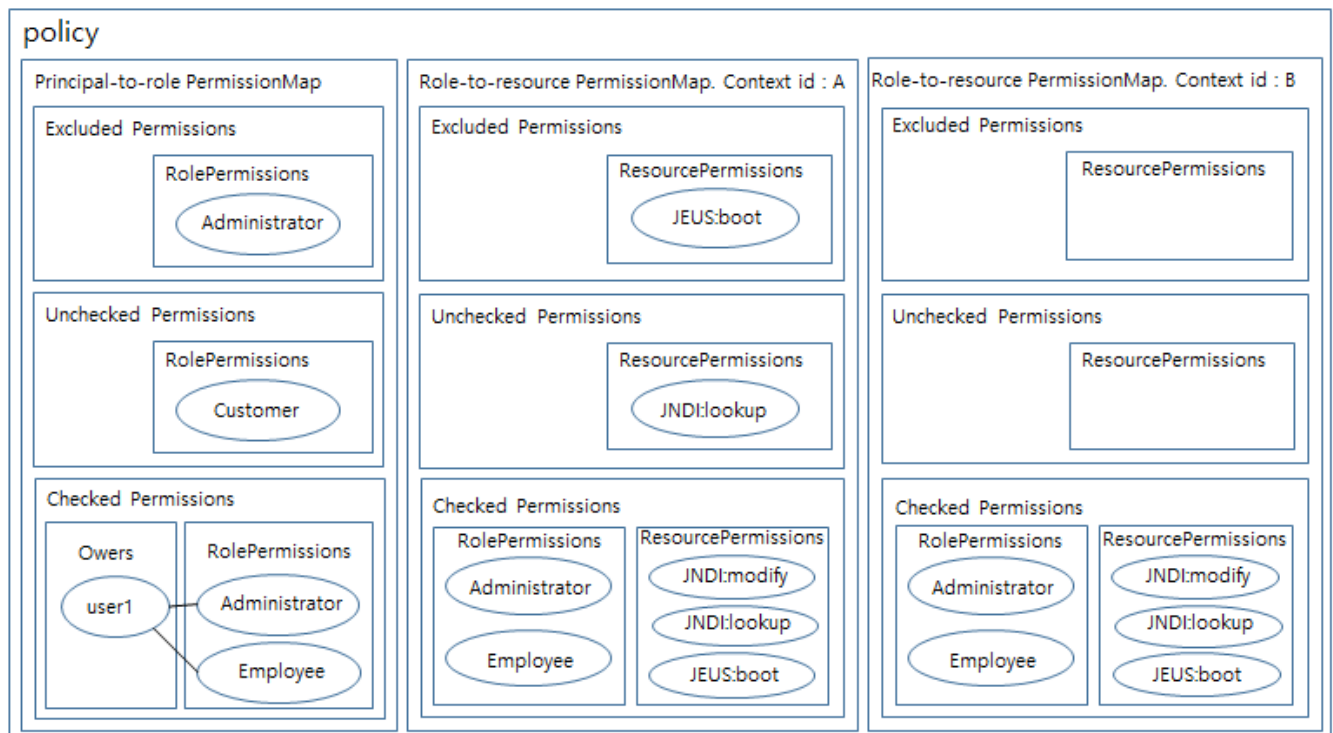 policy
Principal-to-role PermissionMap
Excluded Permissions
RolePermissions
Administrator
Unchecked Permissions
RolePermissions
Customer
Checked Permissions
Owers
user1
RolePermissions
Administrator
Employee
Role-to-resource PermissionMap. Context id : A
Excluded Permissions
ResourcePermissions
JEUS:boot
Unchecked Permissions
ResourcePermissions
JNDI:lookup
Checked Permissions
RolePermissions
Administrator
Employee
ResourcePermissions
JNDI:modify
JNDI:lookup
JEUS:boot
Role-to-resource PermissionMap. Context id : B
Excluded Permissions
ResourcePermissions
Unchecked Permissions
ResourcePermissions
Checked Permissions
RolePermissions
Administrator
Employee
ResourcePermissions
JNDI:modify
JNDI:lookup
JEUS:boot